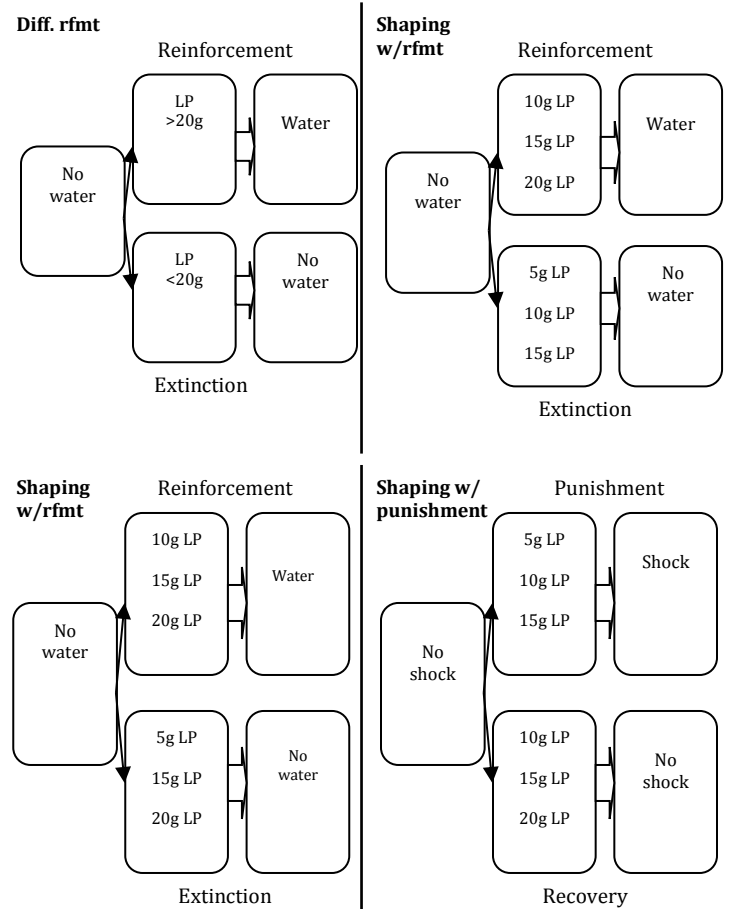 Diff. rfmt
Reinforcement
LP
>20g
Water
No
water
LP
<20g
No
water
Extinction
Shaping
w/rfmt
Reinforcement
10g LP
15g LP
20g LP
Water
No
water
5g LP
10g LP
15g LP
No
water
Extinction
Shaping
w/rfmt
Reinforcement
10g LP
15g LP
20g LP
Water
No
water
5g LP
15g LP
20g LP
No
water
Extinction
Shaping w/
punishment
Punishment
5g LP
10g LP
15g LP
Shock
No
shock
10g LP
15g LP
20g LP
No
shock
Recovery